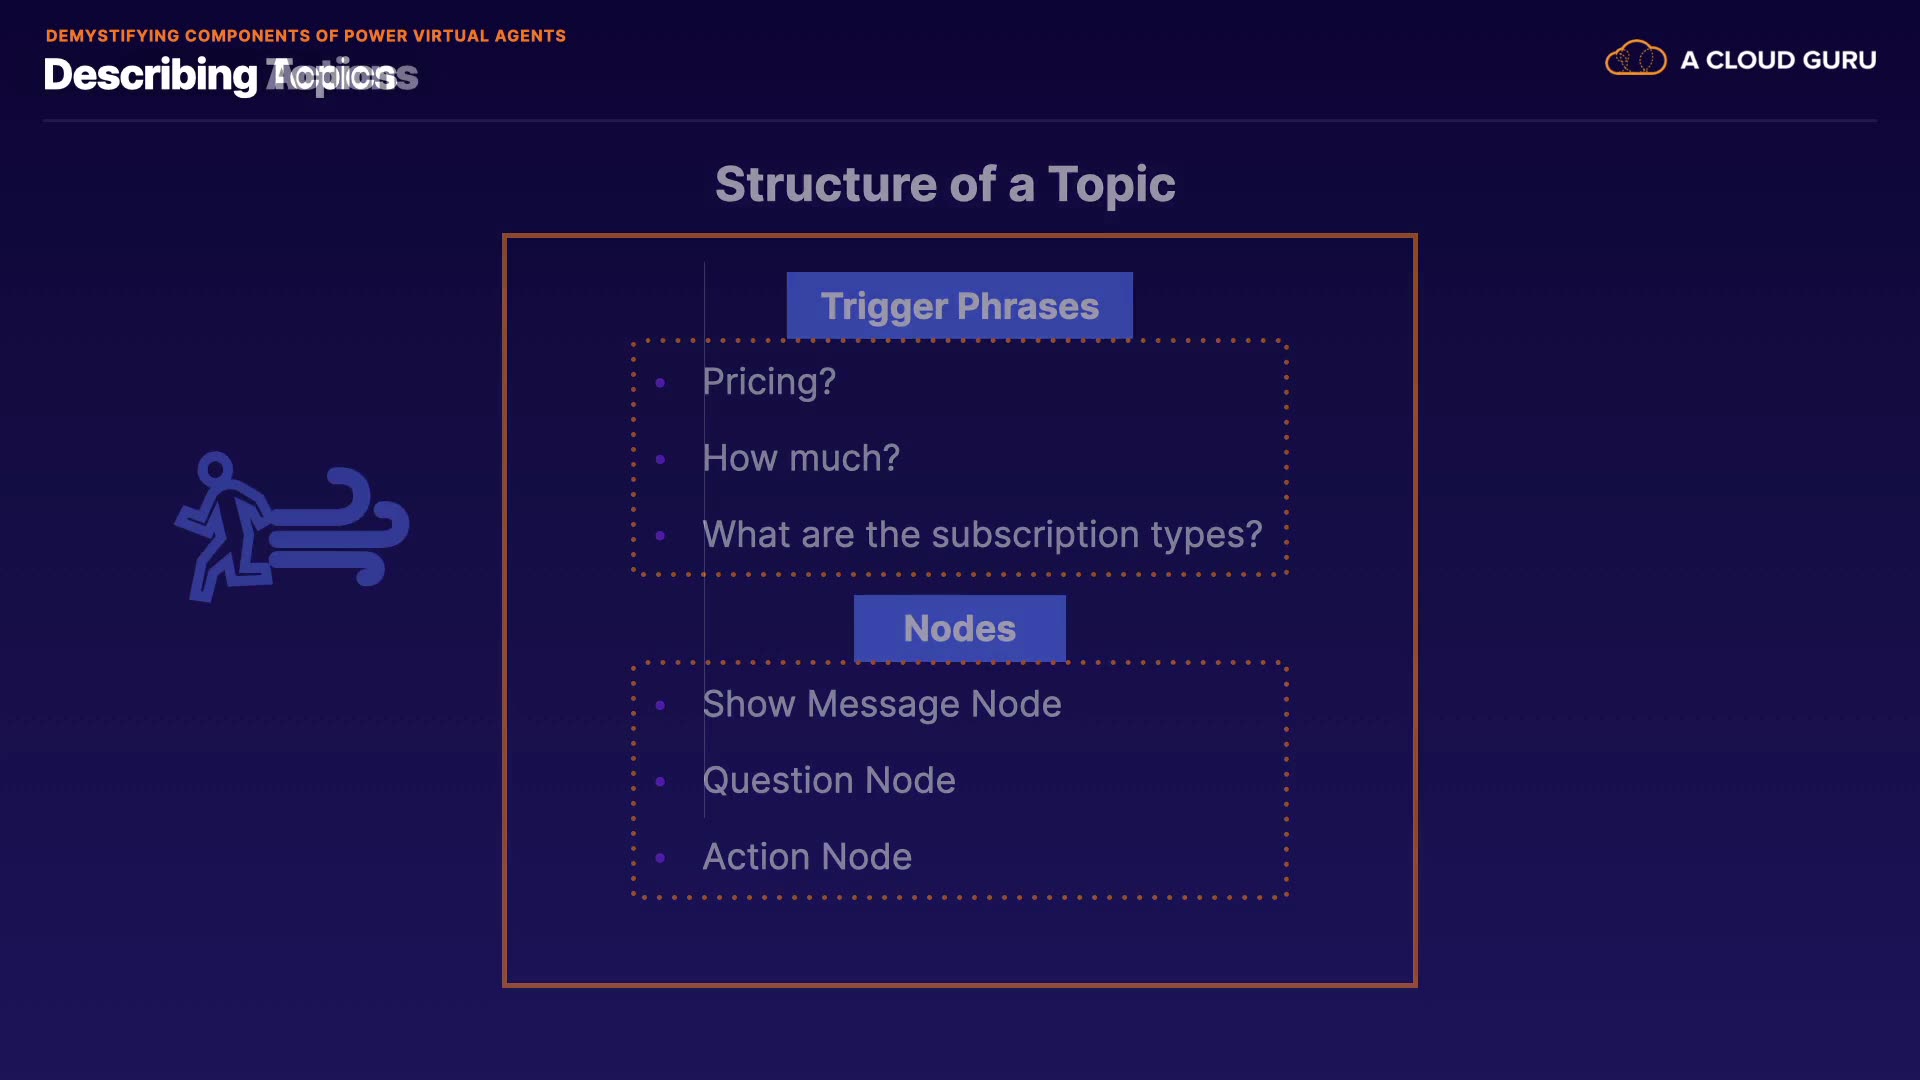 DEMYSTIFYING COMPONENTS OF POWER VIRTUAL AGENTS
Describing
A CLOUD GURU
Structure of a Topic
Trigger Phrases
• Pricing?
• How much?
• What are the subscription types?
Nodes
• Show Message Node
• Question Node
• Action Node